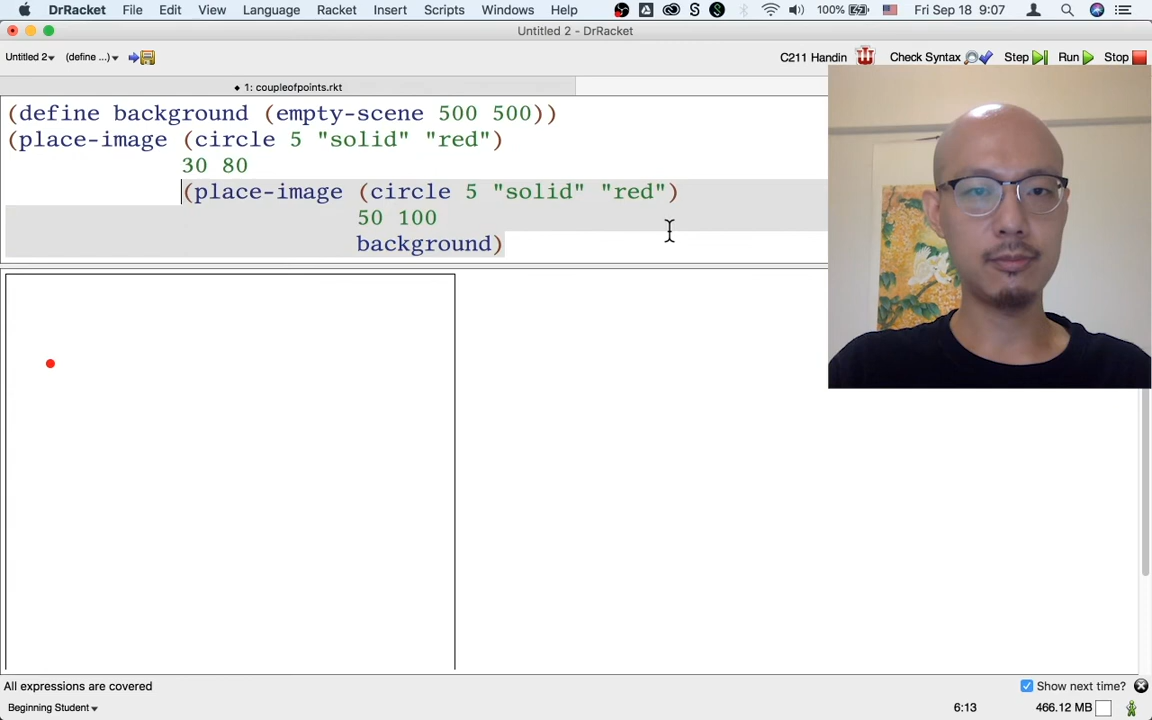 DrRacket File Edit View Language Racket Insert Scripts Windows Help 100% Fri Sep 18 9:07
Untitled 2 - DrRacket
Untitled 2 (define ...) C211 Handin Check Syntax Step Run Stop
1: coupleofpoints.rkt
(define background (empty-scene 500 500))
(place-image (circle 5 "solid" "red")
30 80
(place-image (circle 5 "solid" "red")
50 100
background)
All expressions are covered Show next time?
Beginning Student 6:13 466.12 MB